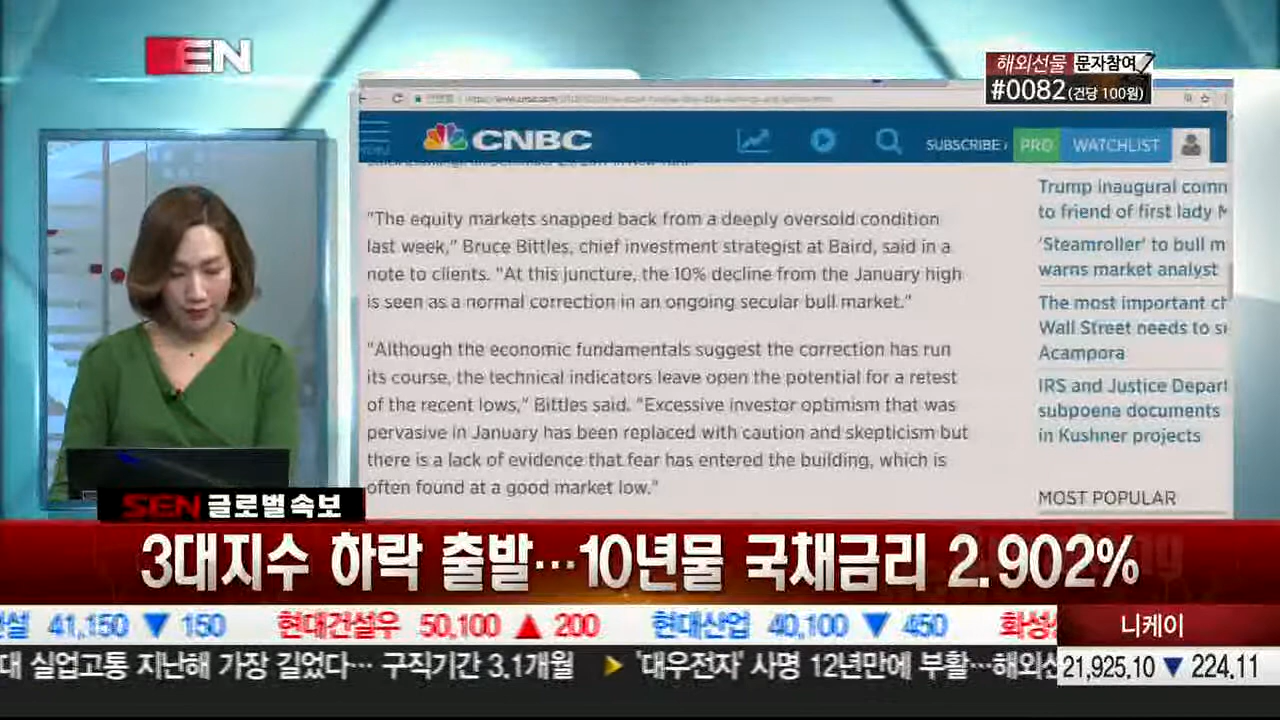 SEN
해외선물 문자참여
#0082(건당 100원)
CNBC
SUBSCRIBE
PRO
WATCHLIST
"The equity markets snapped back from a deeply oversold condition
last week," Bruce Bittles, chief investment strategist at Baird, said in a
note to clients. "At this juncture, the 10% decline from the January high
is seen as a normal correction in an ongoing secular bull market."
"Although the economic fundamentals suggest the correction has run
its course, the technical indicators leave open the potential for a retest
of the recent lows," Bittles said. "Excessive investor optimism that was
pervasive in January has been replaced with caution and skepticism but
there is a lack of evidence that fear has entered the building, which is
often found at a good market low."
Trump inaugural comm
to friend of first lady M
'Steamroller' to bull m
warns market analyst
The most important ch
Wall Street needs to s
Acampora
IRS and Justice Depart
subpoena documents
in Kushner projects
MOST POPULAR
SEN 글로벌속보
3대지수 하락 출발…10년물 국채금리 2.902%
건설 41,150 ▼ 150 현대건설우 50,100 ▲ 200 현대산업 40,100 ▼ 450 화성
니케이
대 실업고통 지난해 가장 길었다… 구직기간 3.1개월 ▶ '대우전자' 사명 12년만에 부활…해외
21,925.10 ▼ 224.11